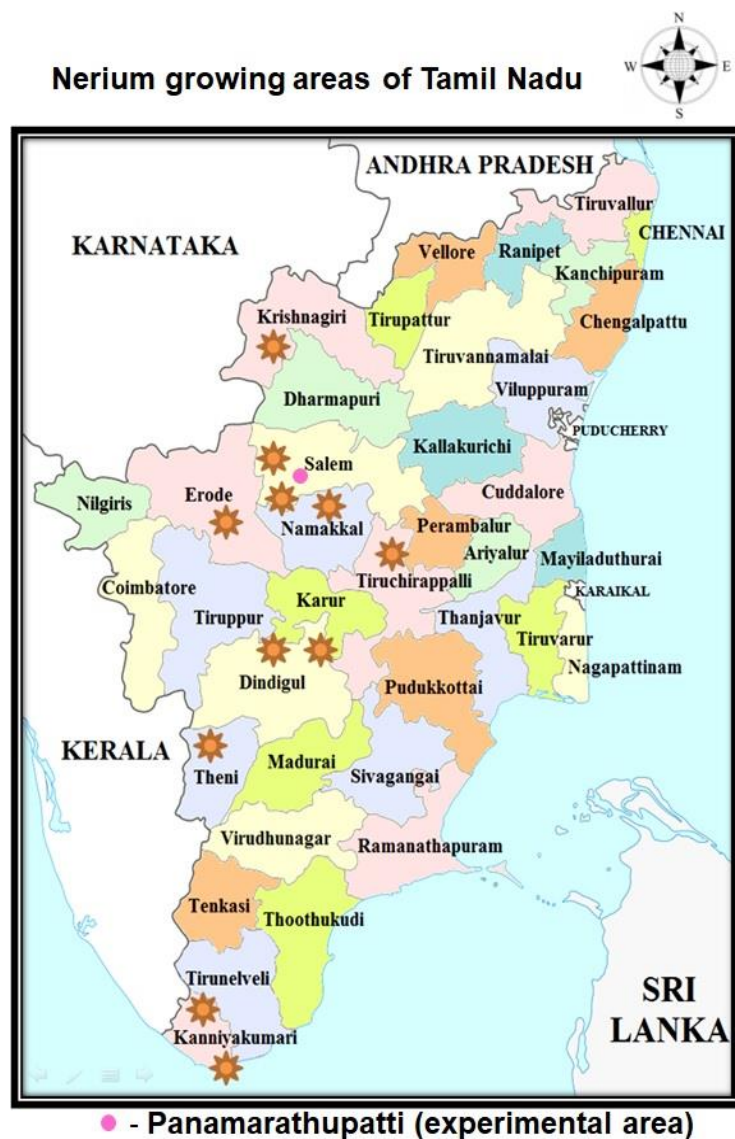 N
Nerium growing areas of Tamil Nadu
W E
S
ANDHRA PRADESH
Tiruvallur
KARNATAKA
CHENNAI
Vellore
Ranipet
Kanchipuram
Krishnagiri
Tirupattur
Chengalpattu
Tiruvannamalai
Dharmapuri
Viluppuram
PUDUCHERRY
Kallakurichi
Salem
Cuddalore
Nilgiris
Erode
Namakkal
Perambalur
Ariyalur
Mayiladuthurai
Coimbatore
Tiruchirappalli
KARAIKAL
Karur
Tiruppur
Thanjavur
Tiruvarur
Nagapattinam
Dindigul
Pudukkottai
KERALA
Madurai
Theni
Sivagangai
Virudhunagar
Ramanathapuram
Tenkasi
Thoothukudi
Tirunelveli
SRI
LANKA
Kanniyakumari
- Panamarathupatti (experimental area)